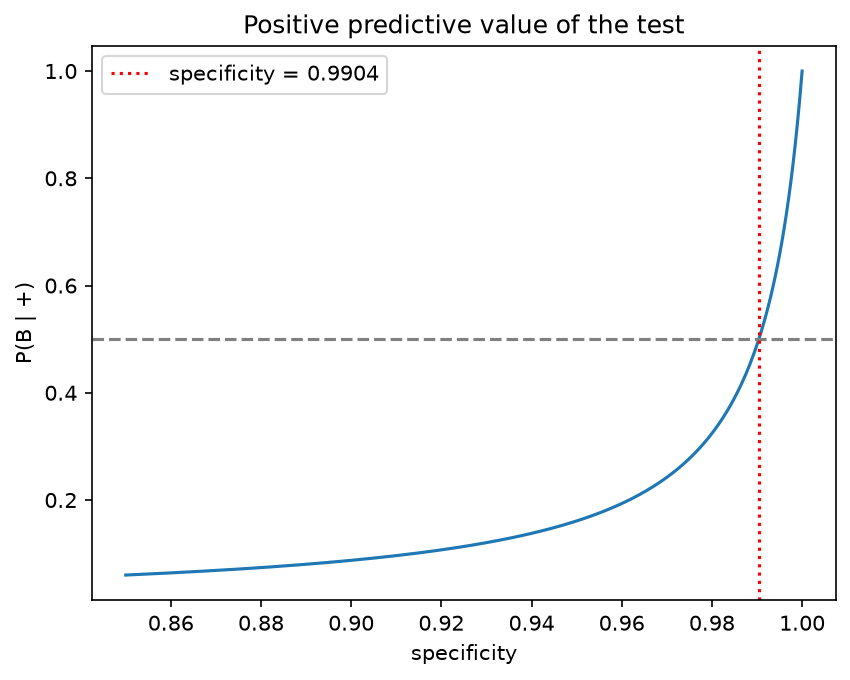 Positive predictive value of the test
specificity = 0.9904
1.0
0.8
0.6
0.4
0.2
P(B | +)
0.86 0.88 0.90 0.92 0.94 0.96 0.98 1.00
specificity